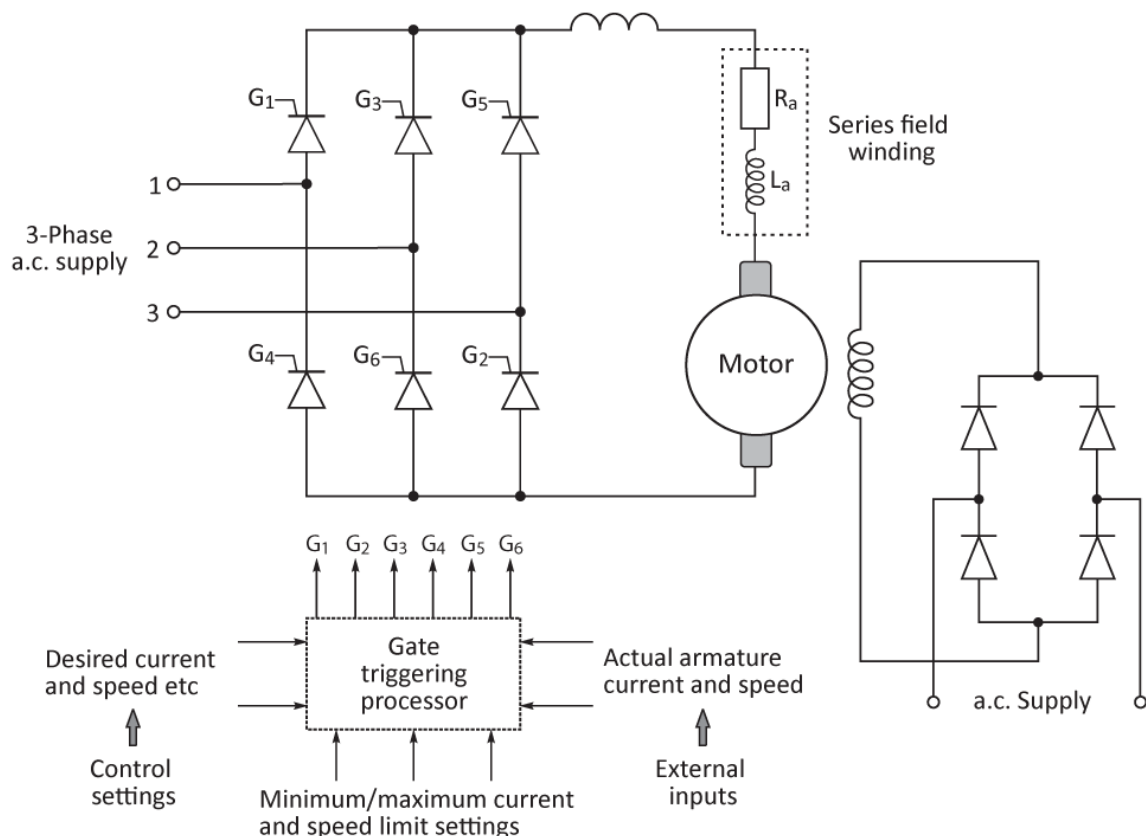 G1
G3
G5
Ra
Series field
winding
La
1
3-Phase
a.c. supply
2
3
G4
G6
G2
Motor
G1 G2 G3 G4 G5 G6
Gate
triggering
processor
Desired current
and speed etc
Control
settings
Actual armature
current and speed
External
inputs
Minimum/maximum current
and speed limit settings
a.c. Supply